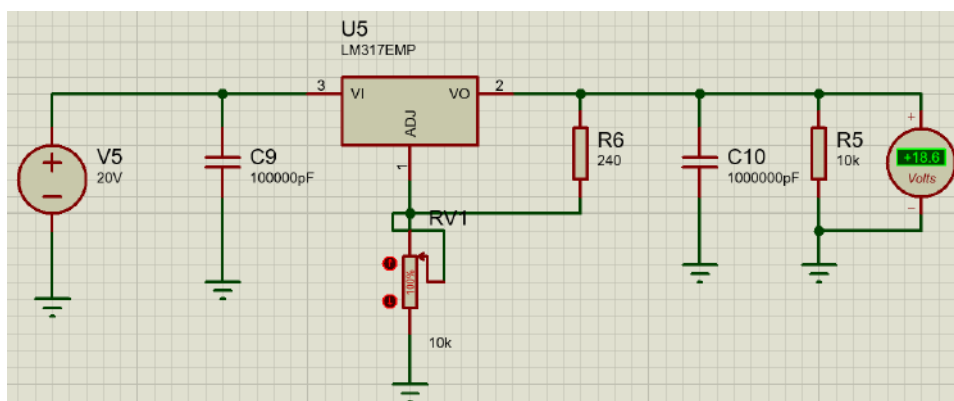 U5
LM317EMP
3
VI
VO
2
ADJ
1
V5
20V
C9
100000pF
R6
240
C10
1000000pF
R5
10k
+
+18.6
Volts
−
RV1
100%
10k